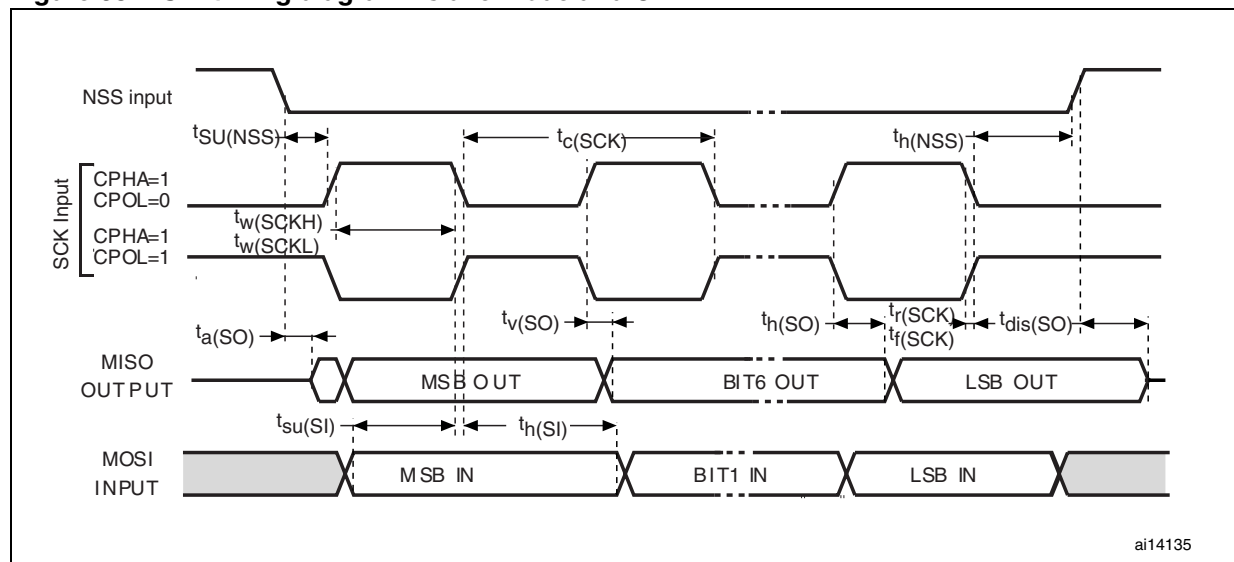 NSS input
tSU(NSS)
tc(SCK)
th(NSS)
SCK Input
CPHA=1
CPOL=0
tw(SCKH)
tw(SCKL)
CPHA=1
CPOL=1
ta(SO)
tv(SO)
th(SO)
tr(SCK)
tf(SCK)
tdis(SO)
MISO
OUTPUT
MSB OUT
BIT6 OUT
LSB OUT
tsu(SI)
th(SI)
MOSI
INPUT
MSB IN
BIT1 IN
LSB IN
ai14135